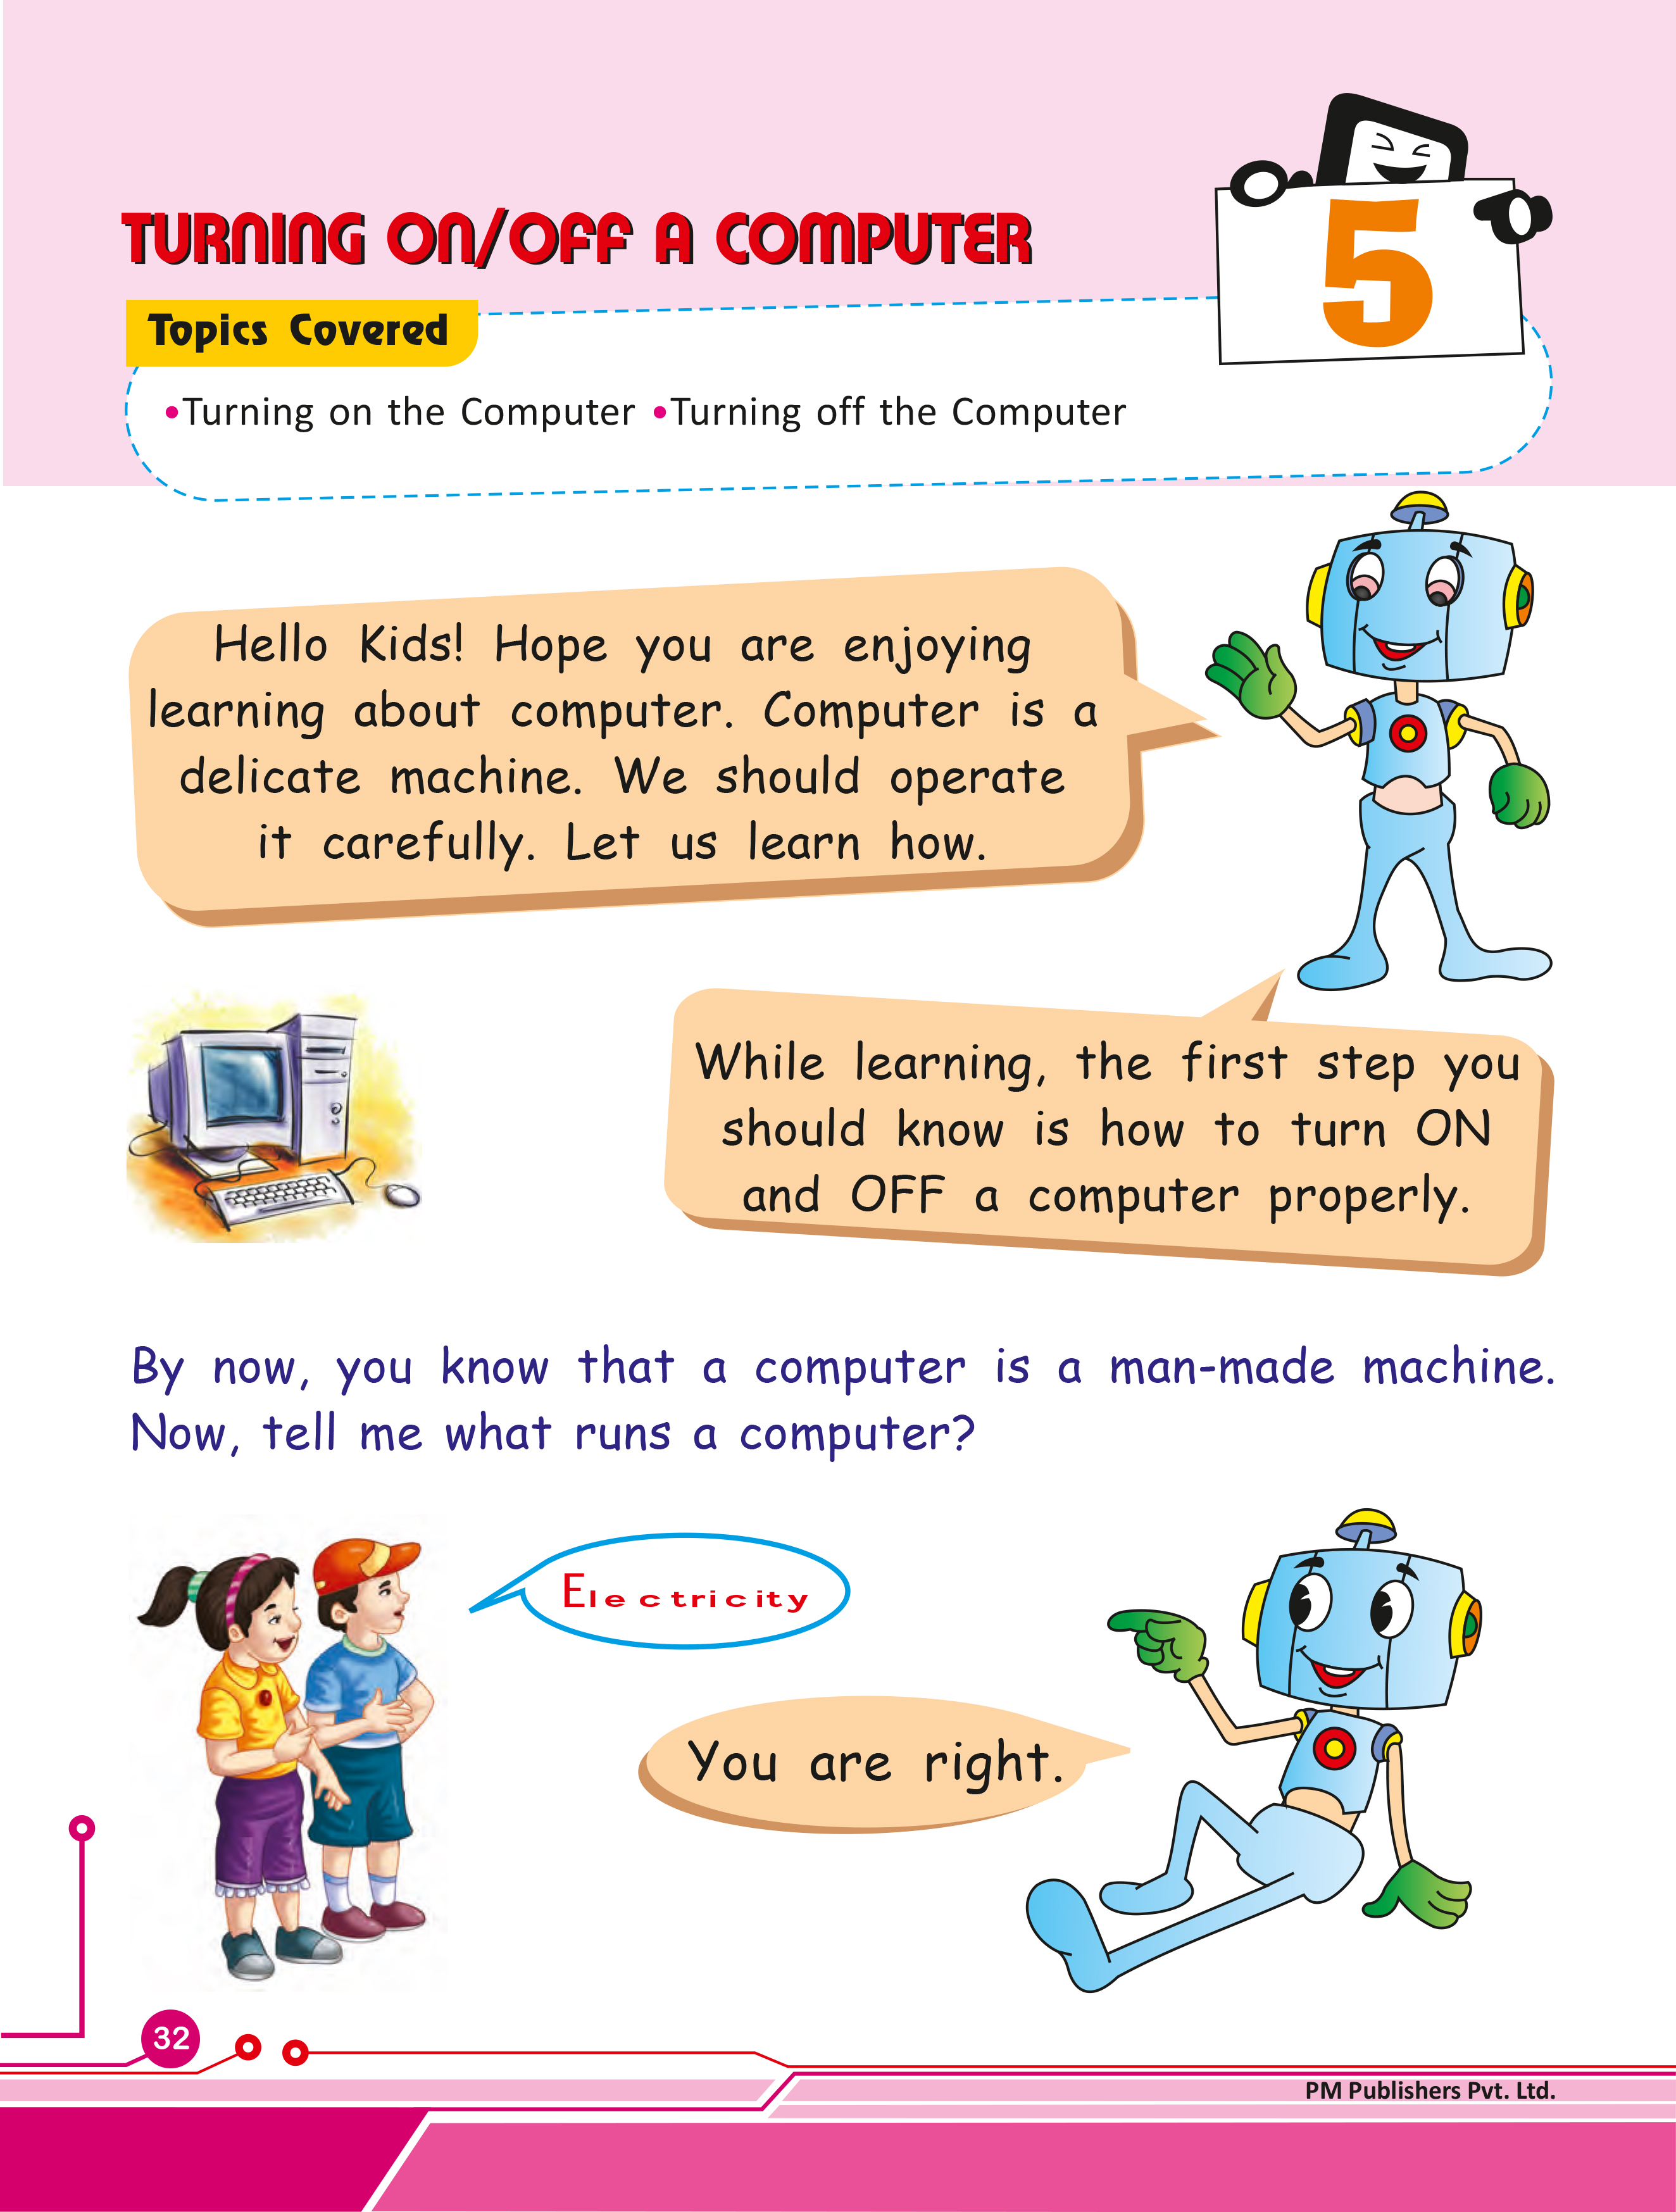 5
TURNING ON/OFF A COMPUTER
Topics Covered
•Turning on the Computer •Turning off the Computer
Hello Kids! Hope you are enjoying
learning about computer. Computer is a
delicate machine. We should operate
it carefully. Let us learn how.
While learning, the first step you
should know is how to turn ON
and OFF a computer properly.
By now, you know that a computer is a man-made machine.
Now, tell me what runs a computer?
Electricity
You are right.
32
PM Publishers Pvt. Ltd.